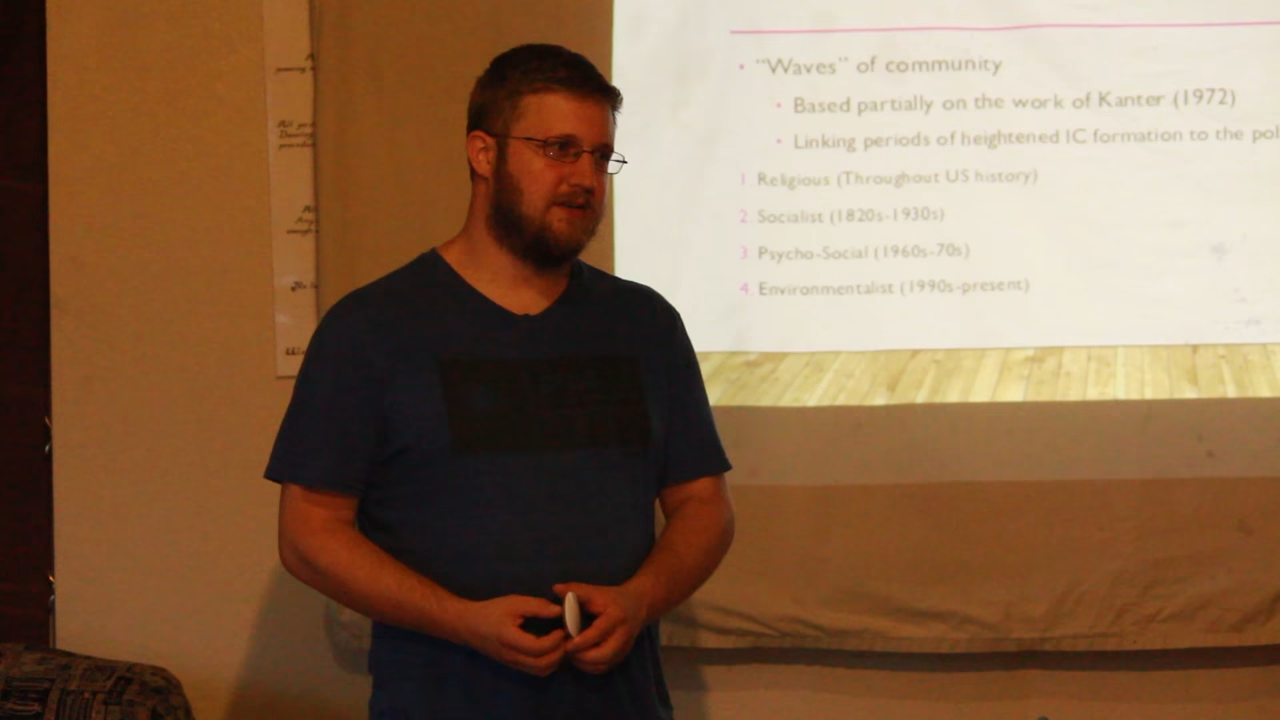 "Waves" of community
Based partially on the work of Kanter (1972)
Linking periods of heightened IC formation to the pol
1. Religious (Throughout US history)
2. Socialist (1820s-1930s)
3. Psycho-Social (1960s-70s)
4. Environmentalist (1990s-present)